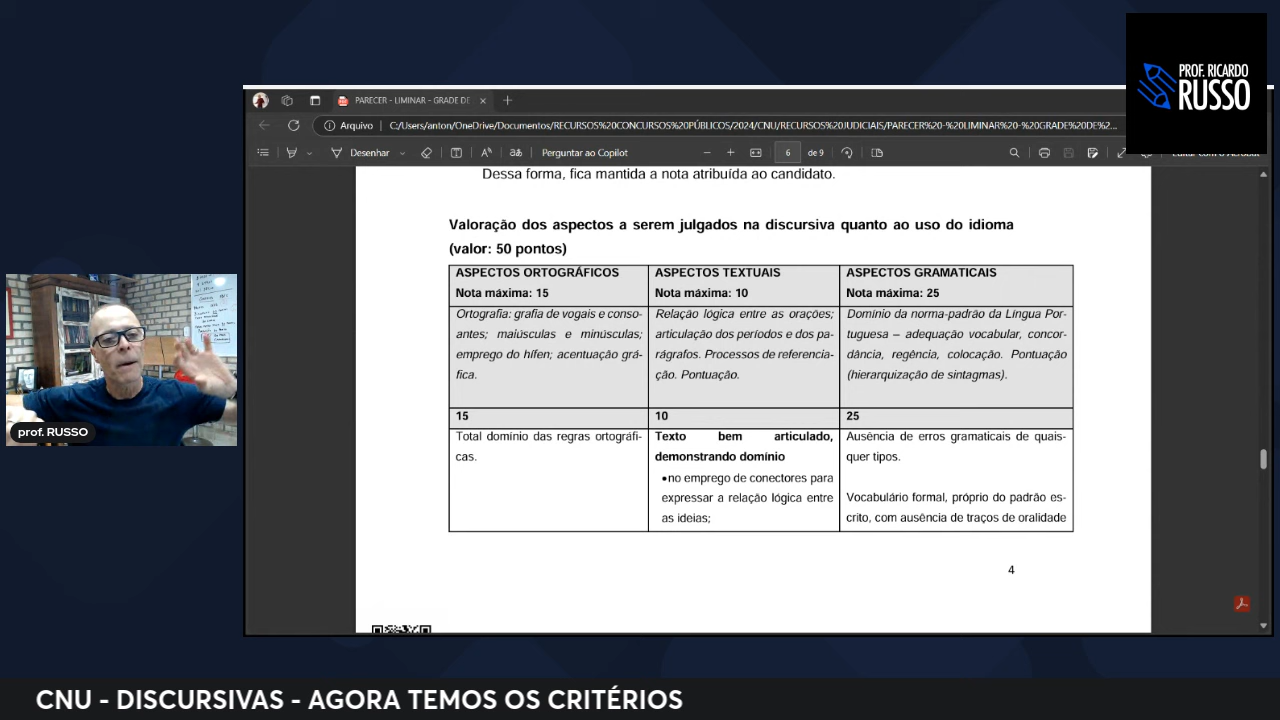 PROF. RICARDO
RUSSO
PARECER - LIMINAR - GRADE DE
Arquivo
C:/Users/anton/OneDrive/Documentos/RECURSOS%20CONCURSOS%20PÚBLICOS/2024/CNU/RECURSOS%20JUDICIAIS/PARECER%20-%20LIMINAR%20-%20GRADE%20DE%2...
Desenhar
Perguntar ao Copilot
6
de 9
Dessa forma, fica mantida a nota atribuída ao candidato.
Valoração dos aspectos a serem julgados na discursiva quanto ao uso do idioma
(valor: 50 pontos)
ASPECTOS ORTOGRÁFICOS
Nota máxima: 15
ASPECTOS TEXTUAIS
Nota máxima: 10
ASPECTOS GRAMATICAIS
Nota máxima: 25
Ortografia: grafia de vogais e conso-
antes; maiúsculas e minúsculas;
emprego do hífen; acentuação grá-
fica.
Relação lógica entre as orações;
articulação dos períodos e dos pa-
rágrafos. Processos de referencia-
ção. Pontuação.
Domínio da norma-padrão da Língua Por-
tuguesa – adequação vocabular, concor-
dância, regência, colocação. Pontuação
(hierarquização de sintagmas).
15
10
25
Total domínio das regras ortográfi-
cas.
Texto bem articulado,
demonstrando domínio
•no emprego de conectores para
expressar a relação lógica entre
as ideias;
Ausência de erros gramaticais de quais-
quer tipos.
Vocabulário formal, próprio do padrão es-
crito, com ausência de traços de oralidade
4
prof. RUSSO
CNU - DISCURSIVAS - AGORA TEMOS OS CRITÉRIOS